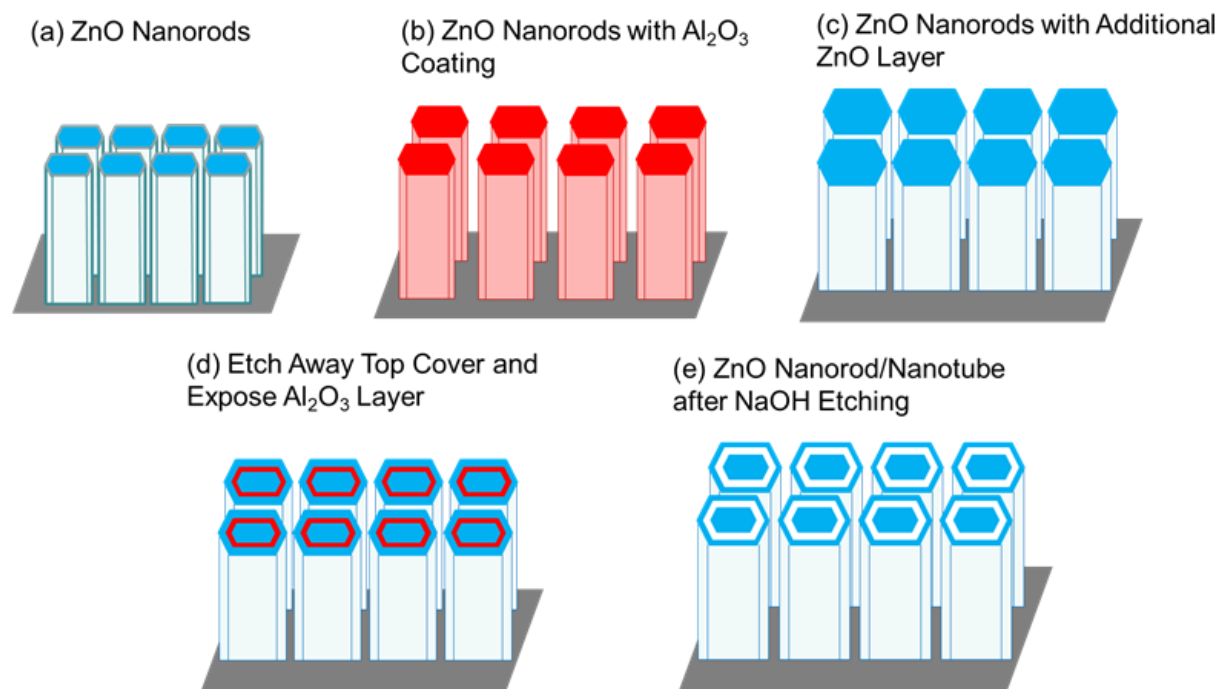 (a) ZnO Nanorods
(b) ZnO Nanorods with Al₂O₃
Coating
(c) ZnO Nanorods with Additional
ZnO Layer
(d) Etch Away Top Cover and
Expose Al₂O₃ Layer
(e) ZnO Nanorod/Nanotube
after NaOH Etching